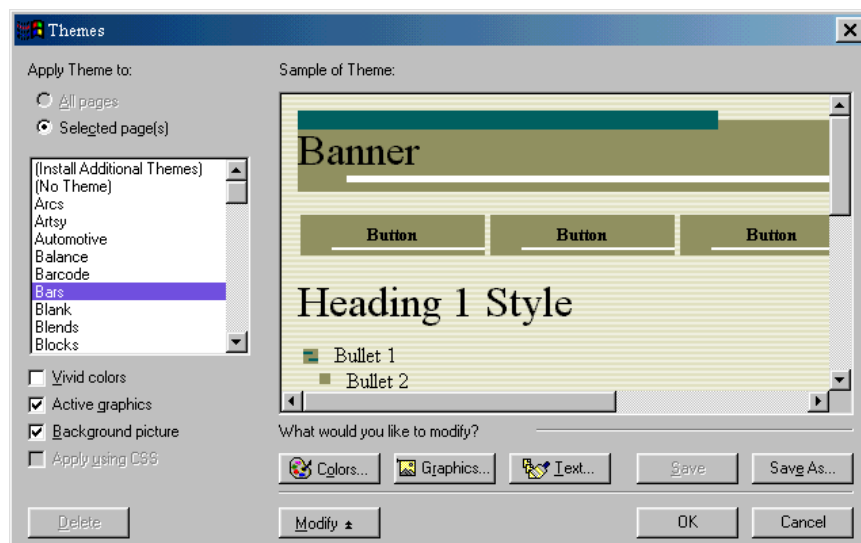 Themes
Apply Theme to:
All pages
Selected page(s)
(Install Additional Themes)
(No Theme)
Arcs
Artsy
Automotive
Balance
Barcode
Bars
Blank
Blends
Blocks
Vivid colors
Active graphics
Background picture
Apply using CSS
Delete
Sample of Theme:
Banner
Button Button Button
Heading 1 Style
Bullet 1
Bullet 2
What would you like to modify?
Colors... Graphics... Text... Save Save As...
Modify OK Cancel